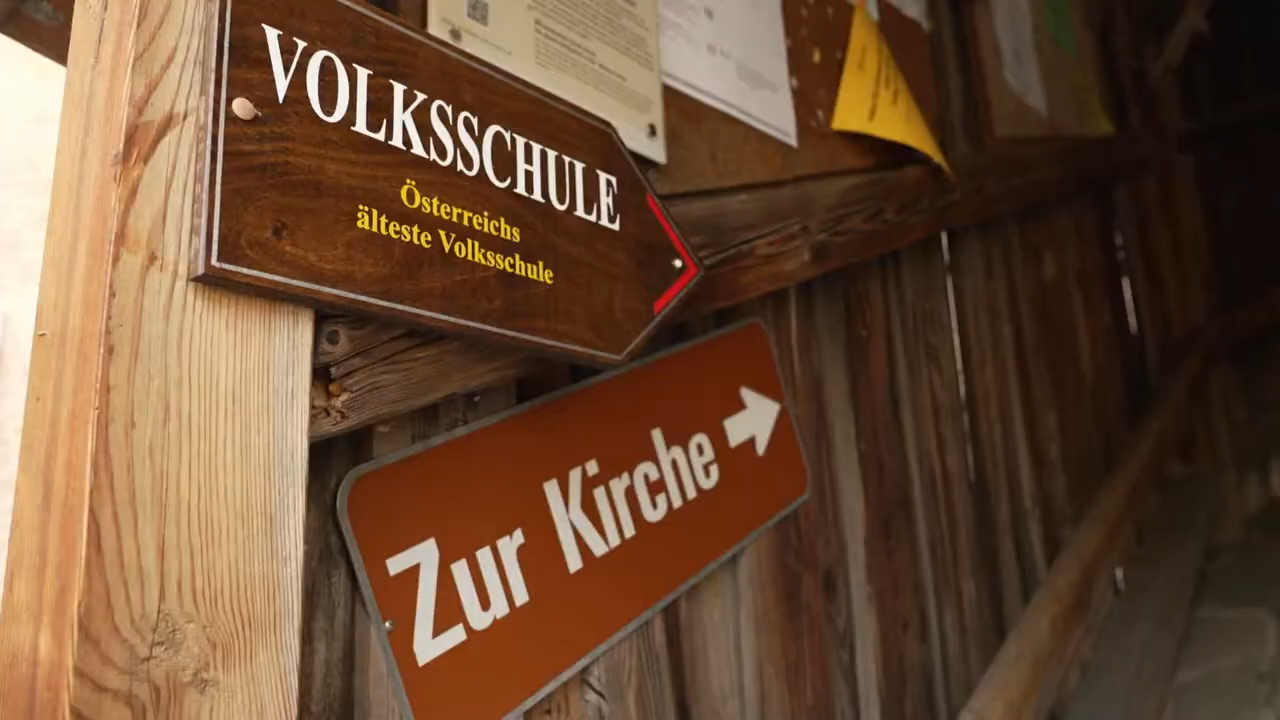 VOLKSSCHULE
Österreichs
älteste Volksschule
Zur Kirche